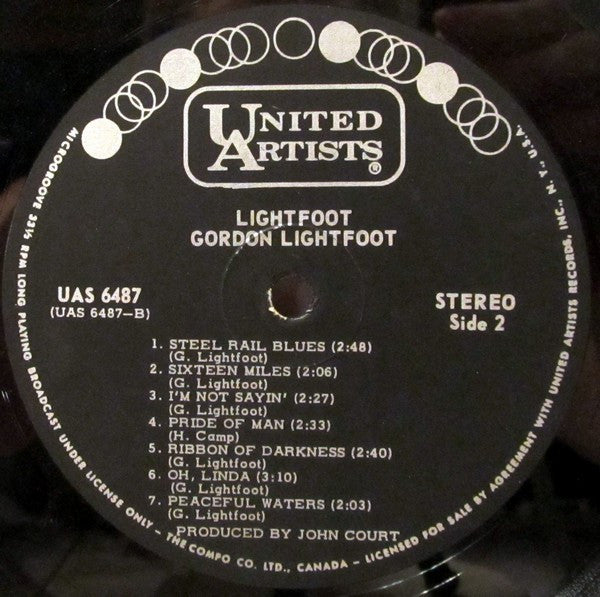 UNITED
ARTISTS®
LIGHTFOOT
GORDON LIGHTFOOT
UAS 6487
(UAS 6487—B)
STEREO
Side 2
1. STEEL RAIL BLUES (2:48)
(G. Lightfoot)
2. SIXTEEN MILES (2:06)
(G. Lightfoot)
3. I'M NOT SAYIN' (2:27)
(G. Lightfoot)
4. PRIDE OF MAN (2:33)
(H. Camp)
5. RIBBON OF DARKNESS (2:40)
(G. Lightfoot)
6. OH, LINDA (3:10)
(G. Lightfoot)
7. PEACEFUL WATERS (2:03)
(G. Lightfoot)
PRODUCED BY JOHN COURT
MICROGROOVE 33⅓ RPM LONG PLAYING BROADCAST UNDER LICENSE ONLY - THE COMPO CO. LTD., CANADA - LICENSED FOR SALE BY AGREEMENT WITH UNITED ARTISTS RECORDS, INC., N. Y., U.S.A.